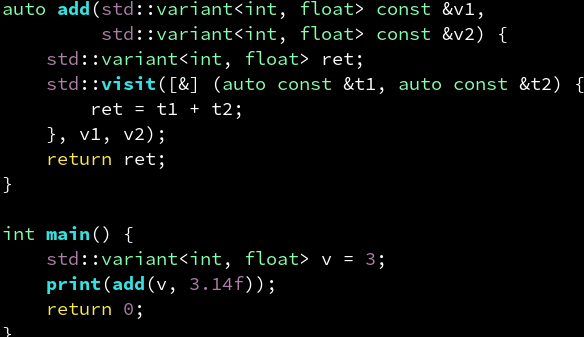 auto add(std::variant<int, float> const &v1,
         std::variant<int, float> const &v2) {
    std::variant<int, float> ret;
    std::visit([&] (auto const &t1, auto const &t2) {
        ret = t1 + t2;
    }, v1, v2);
    return ret;
}

int main() {
    std::variant<int, float> v = 3;
    print(add(v, 3.14f));
    return 0;
}